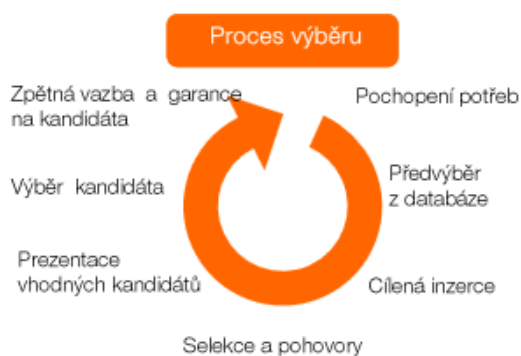 Proces výběru
Zpětná vazba a garance
na kandidáta
Pochopení potřeb
Výběr kandidáta
Předvýběr
z databáze
Prezentace
vhodných kandidátů
Cílená inzerce
Selekce a pohovory